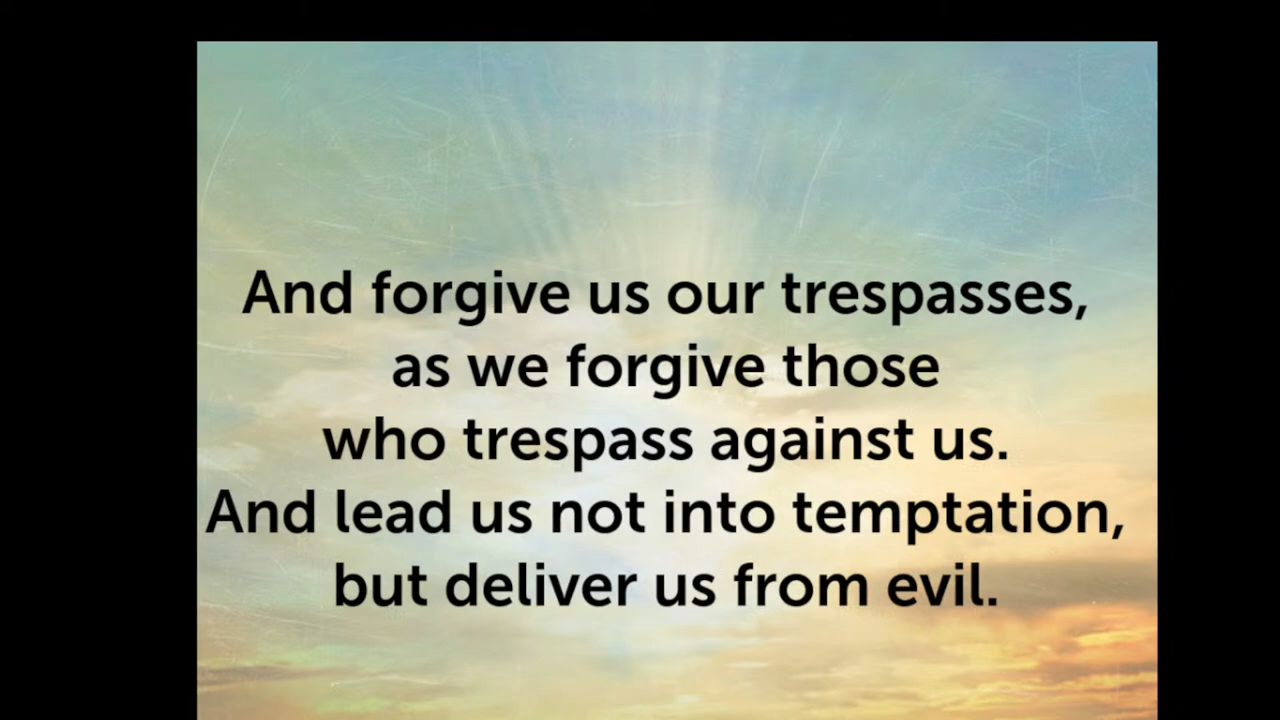 And forgive us our trespasses,
as we forgive those
who trespass against us.
And lead us not into temptation,
but deliver us from evil.